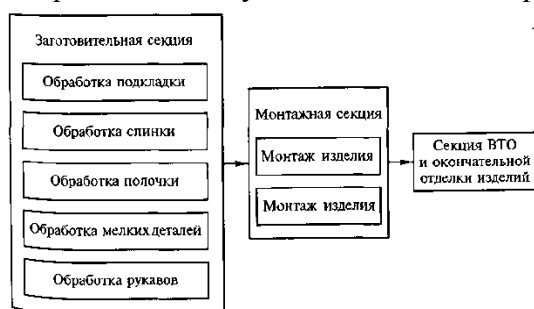 Заготовительная секция
Обработка подкладки
Обработка спинки
Обработка полочки
Обработка мелких деталей
Обработка рукавов
Монтажная секция
Монтаж изделия
Монтаж изделия
Секция ВТО
и окончательной
отделки изделий